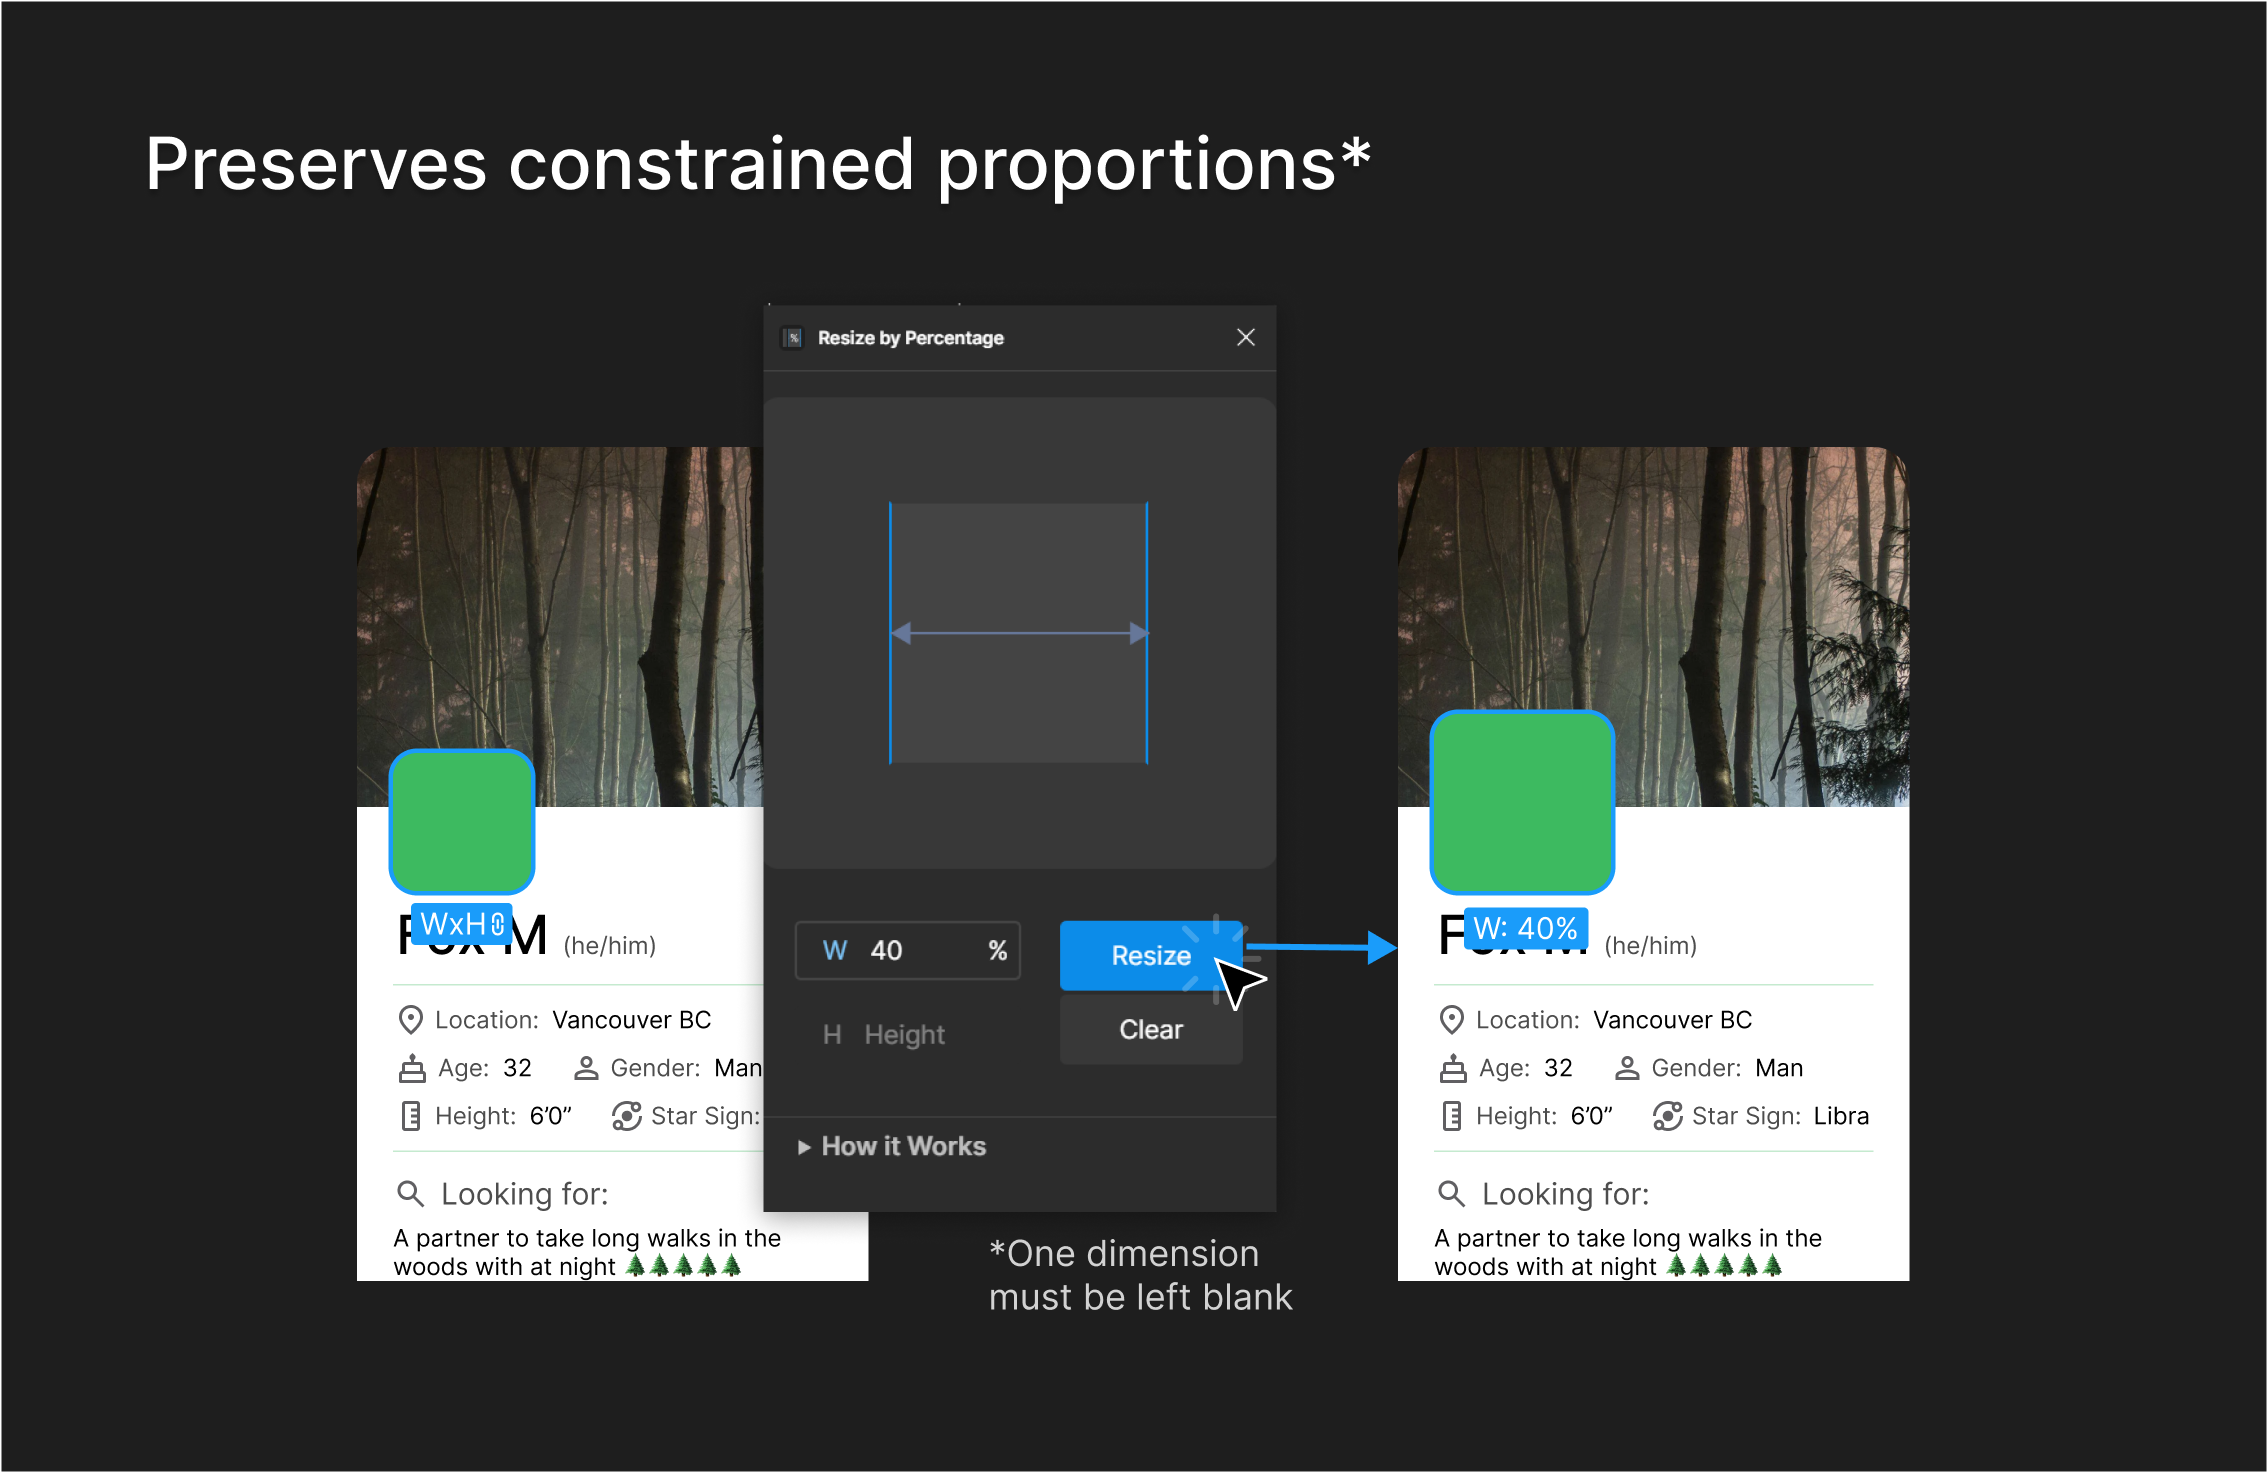 Preserves constrained proportions*
Resize by Percentage
W 40 %
Resize
H Height
Clear
How it Works
*One dimension
must be left blank
WxH
(he/him)
Location: Vancouver BC
Age: 32 Gender: Man
Height: 6’0” Star Sign:
Looking for:
A partner to take long walks in the
woods with at night 🌲🌲🌲🌲🌲
W: 40%
(he/him)
Location: Vancouver BC
Age: 32 Gender: Man
Height: 6’0” Star Sign: Libra
Looking for:
A partner to take long walks in the
woods with at night 🌲🌲🌲🌲🌲